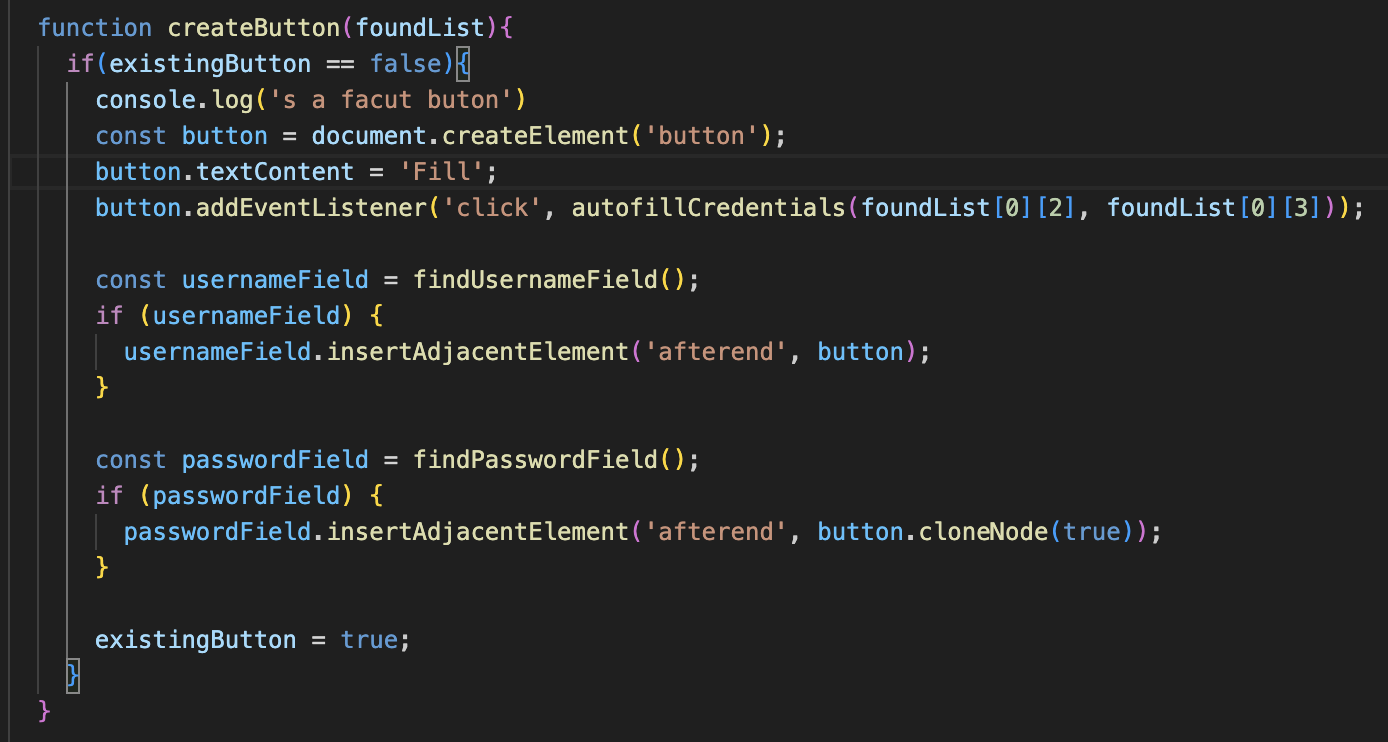 function createButton(foundList){
if(existingButton == false){
console.log('s a facut buton')
const button = document.createElement('button');
button.textContent = 'Fill';
button.addEventListener('click', autofillCredentials(foundList[0][2], foundList[0][3]));
const usernameField = findUsernameField();
if (usernameField) {
usernameField.insertAdjacentElement('afterend', button);
}
const passwordField = findPasswordField();
if (passwordField) {
passwordField.insertAdjacentElement('afterend', button.cloneNode(true));
}
existingButton = true;
}
}